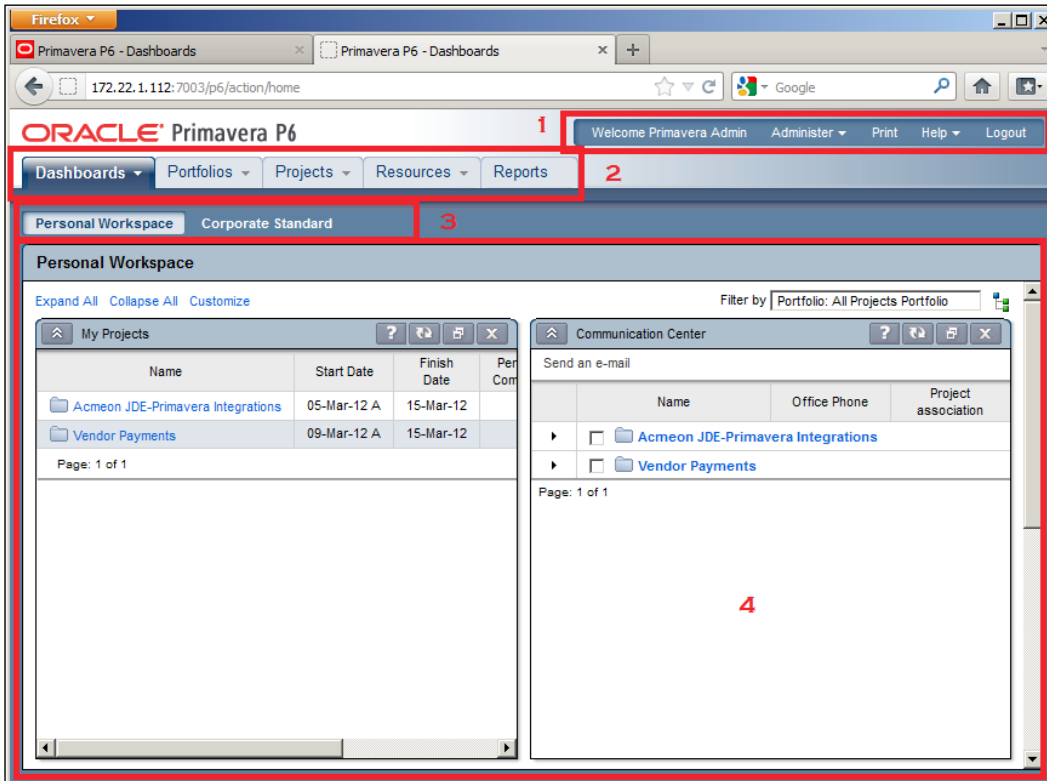 Firefox
Primavera P6 - Dashboards × Primavera P6 - Dashboards × +
172.22.1.112:7003/p6/action/home Google
ORACLE® Primavera P6
1
Welcome Primavera Admin Administer Print Help Logout
Dashboards Portfolios Projects Resources Reports
2
Personal Workspace Corporate Standard
3
Personal Workspace
Expand All Collapse All Customize
Filter by Portfolio: All Projects Portfolio
My Projects ? X
Name Start Date Finish Date Per Com
Acmeon JDE-Primavera Integrations 05-Mar-12 A 15-Mar-12
Vendor Payments 09-Mar-12 A 15-Mar-12
Page: 1 of 1
Communication Center ? X
Send an e-mail
Name Office Phone Project association
Acmeon JDE-Primavera Integrations
Vendor Payments
Page: 1 of 1
4